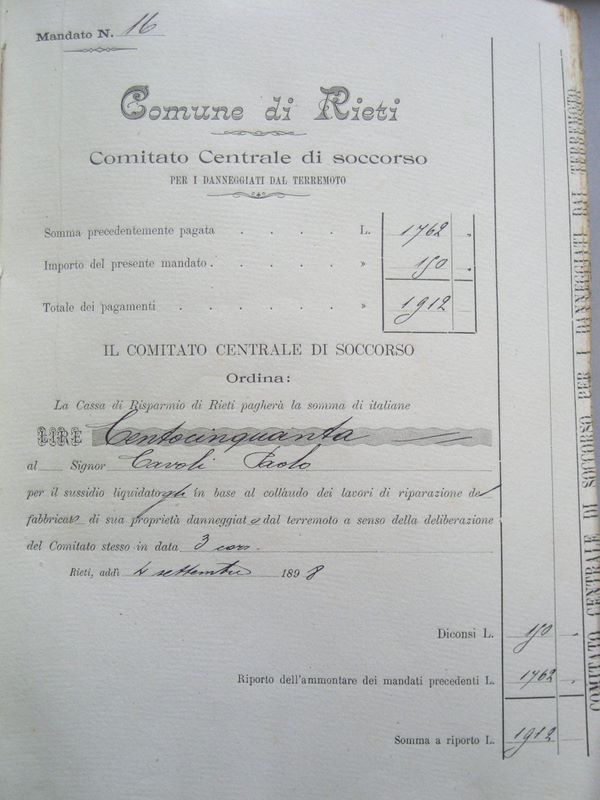 Mandato N. 16
Comune di Rieti
Comitato Centrale di soccorso
PER I DANNEGGIATI DAL TERREMOTO
Somma precedentemente pagata . . . . L. 1762 "
Importo del presente mandato . . . . . » 150 "
Totale dei pagamenti . . . . . . » 1912
IL COMITATO CENTRALE DI SOCCORSO
Ordina:
La Cassa di Risparmio di Rieti pagherà la somma di italiane
LIRE Centocinquanta
al Signor Cavoli Paolo
per il sussidio liquidatogli in base al collaudo dei lavori di riparazione del
fabbricato di sua proprietà danneggiato dal terremoto a senso della deliberazione
del Comitato stesso in data 3 cors.
Rieti, addì 4 settembre 1898
Diconsi L. 150
Riporto dell'ammontare dei mandati precedenti L. 1762
Somma a riporto L. 1912
COMITATO CENTRALE DI SOCCORSO PER I DANNEGGIATI DAL TERREMOTO